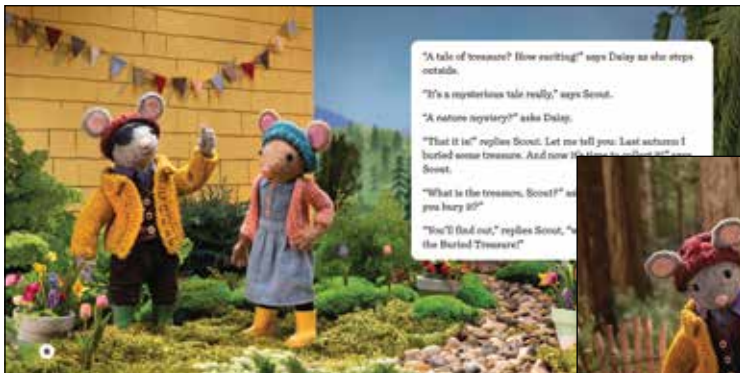 "A tale of treasure? How exciting!" says Daisy as she steps
outside.
"It's a mysterious tale really," says Scout.
"A nature mystery?" asks Daisy.
"That it is!" replies Scout. Let me tell you: Last autumn I
buried some treasure. And now it's time to collect it!" says
Scout.
"What is the treasure, Scout?"
you bury it?"
"You'll find out," replies Scout,
the Buried Treasure!"